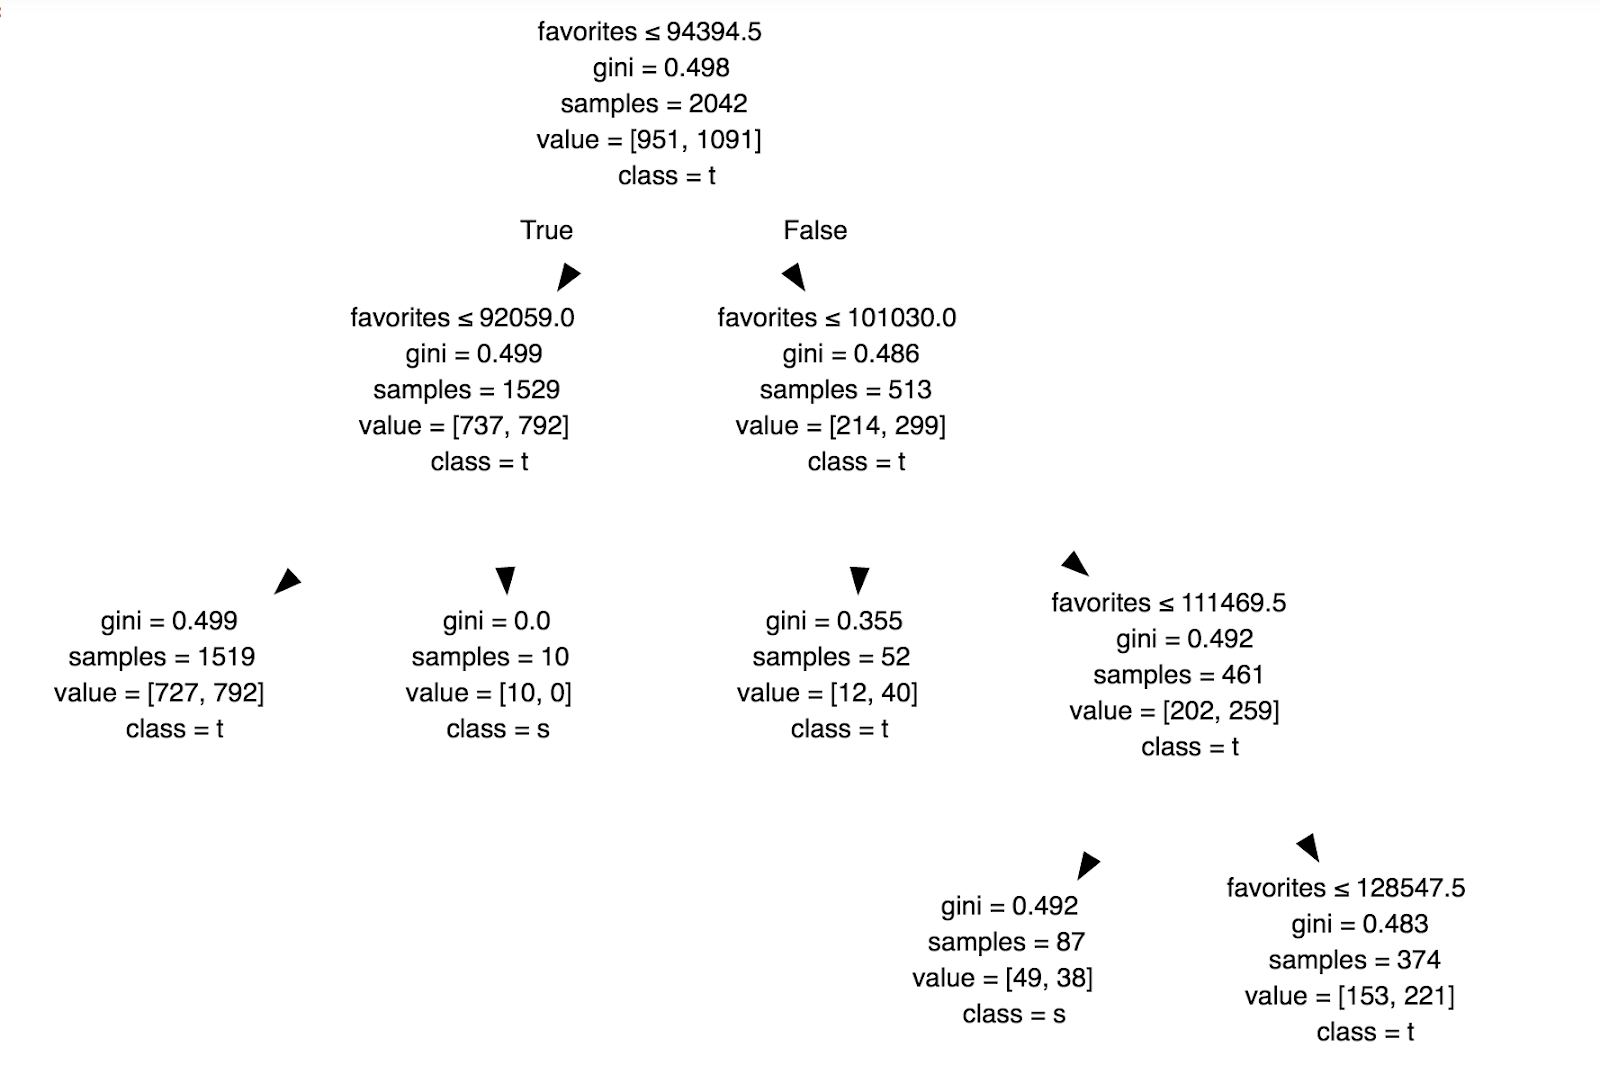 favorites ≤ 94394.5
gini = 0.498
samples = 2042
value = [951, 1091]
class = t
True
False
favorites ≤ 92059.0
gini = 0.499
samples = 1529
value = [737, 792]
class = t
favorites ≤ 101030.0
gini = 0.486
samples = 513
value = [214, 299]
class = t
gini = 0.499
samples = 1519
value = [727, 792]
class = t
gini = 0.0
samples = 10
value = [10, 0]
class = s
gini = 0.355
samples = 52
value = [12, 40]
class = t
favorites ≤ 111469.5
gini = 0.492
samples = 461
value = [202, 259]
class = t
gini = 0.492
samples = 87
value = [49, 38]
class = s
favorites ≤ 128547.5
gini = 0.483
samples = 374
value = [153, 221]
class = t